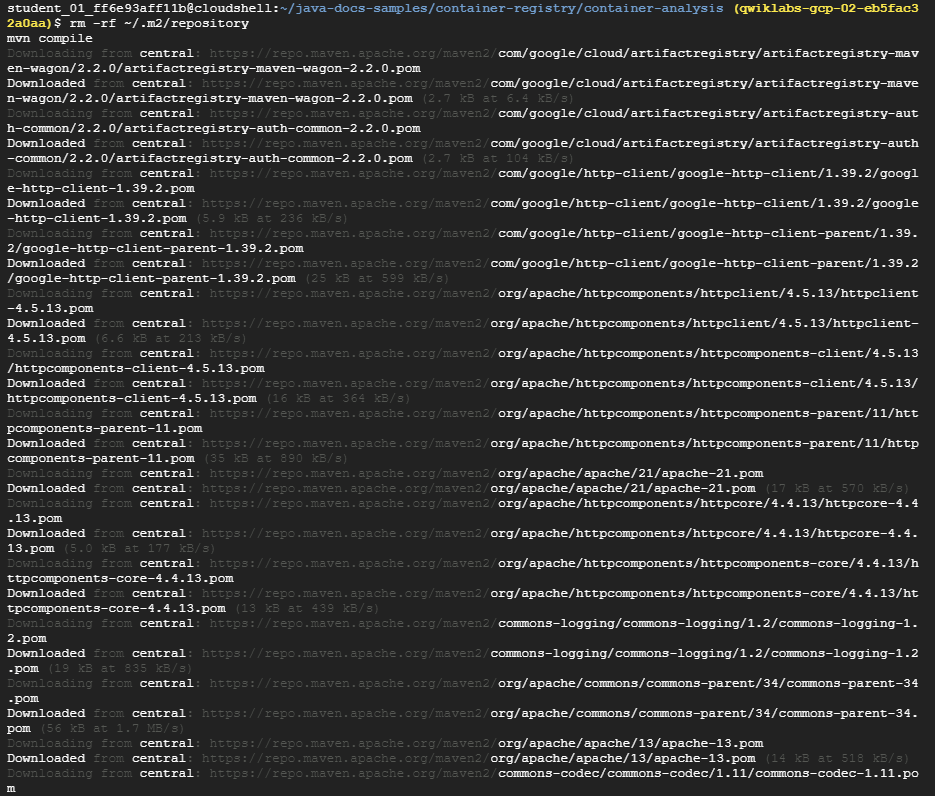 student_01_ff6e93aff11b@cloudshell:~/java-docs-samples/container-registry/container-analysis (qwiklabs-gcp-02-eb5fac3
2a0aa)$ rm -rf ~/.m2/repository
mvn compile
Downloading from central: https://repo.maven.apache.org/maven2/com/google/cloud/artifactregistry/artifactregistry-mav
en-wagon/2.2.0/artifactregistry-maven-wagon-2.2.0.pom
Downloaded from central: https://repo.maven.apache.org/maven2/com/google/cloud/artifactregistry/artifactregistry-mave
n-wagon/2.2.0/artifactregistry-maven-wagon-2.2.0.pom (2.7 kB at 6.4 kB/s)
Downloading from central: https://repo.maven.apache.org/maven2/com/google/cloud/artifactregistry/artifactregistry-aut
h-common/2.2.0/artifactregistry-auth-common-2.2.0.pom
Downloaded from central: https://repo.maven.apache.org/maven2/com/google/cloud/artifactregistry/artifactregistry-auth
-common/2.2.0/artifactregistry-auth-common-2.2.0.pom (2.7 kB at 104 kB/s)
Downloading from central: https://repo.maven.apache.org/maven2/com/google/http-client/google-http-client/1.39.2/googl
e-http-client-1.39.2.pom
Downloaded from central: https://repo.maven.apache.org/maven2/com/google/http-client/google-http-client/1.39.2/google
-http-client-1.39.2.pom (5.9 kB at 236 kB/s)
Downloading from central: https://repo.maven.apache.org/maven2/com/google/http-client/google-http-client-parent/1.39.
2/google-http-client-parent-1.39.2.pom
Downloaded from central: https://repo.maven.apache.org/maven2/com/google/http-client/google-http-client-parent/1.39.2
/google-http-client-parent-1.39.2.pom (25 kB at 599 kB/s)
Downloading from central: https://repo.maven.apache.org/maven2/org/apache/httpcomponents/httpclient/4.5.13/httpclient
-4.5.13.pom
Downloaded from central: https://repo.maven.apache.org/maven2/org/apache/httpcomponents/httpclient/4.5.13/httpclient-
4.5.13.pom (6.6 kB at 213 kB/s)
Downloading from central: https://repo.maven.apache.org/maven2/org/apache/httpcomponents/httpcomponents-client/4.5.13
/httpcomponents-client-4.5.13.pom
Downloaded from central: https://repo.maven.apache.org/maven2/org/apache/httpcomponents/httpcomponents-client/4.5.13/
httpcomponents-client-4.5.13.pom (16 kB at 364 kB/s)
Downloading from central: https://repo.maven.apache.org/maven2/org/apache/httpcomponents/httpcomponents-parent/11/htt
pcomponents-parent-11.pom
Downloaded from central: https://repo.maven.apache.org/maven2/org/apache/httpcomponents/httpcomponents-parent/11/http
components-parent-11.pom (35 kB at 890 kB/s)
Downloading from central: https://repo.maven.apache.org/maven2/org/apache/apache/21/apache-21.pom
Downloaded from central: https://repo.maven.apache.org/maven2/org/apache/apache/21/apache-21.pom (17 kB at 570 kB/s)
Downloading from central: https://repo.maven.apache.org/maven2/org/apache/httpcomponents/httpcore/4.4.13/httpcore-4.4
.13.pom
Downloaded from central: https://repo.maven.apache.org/maven2/org/apache/httpcomponents/httpcore/4.4.13/httpcore-4.4.
13.pom (5.0 kB at 177 kB/s)
Downloading from central: https://repo.maven.apache.org/maven2/org/apache/httpcomponents/httpcomponents-core/4.4.13/h
ttpcomponents-core-4.4.13.pom
Downloaded from central: https://repo.maven.apache.org/maven2/org/apache/httpcomponents/httpcomponents-core/4.4.13/ht
tpcomponents-core-4.4.13.pom (13 kB at 439 kB/s)
Downloading from central: https://repo.maven.apache.org/maven2/commons-logging/commons-logging/1.2/commons-logging-1.
2.pom
Downloaded from central: https://repo.maven.apache.org/maven2/commons-logging/commons-logging/1.2/commons-logging-1.2
.pom (19 kB at 835 kB/s)
Downloading from central: https://repo.maven.apache.org/maven2/org/apache/commons/commons-parent/34/commons-parent-34
.pom
Downloaded from central: https://repo.maven.apache.org/maven2/org/apache/commons/commons-parent/34/commons-parent-34.
pom (56 kB at 1.7 MB/s)
Downloading from central: https://repo.maven.apache.org/maven2/org/apache/apache/13/apache-13.pom
Downloaded from central: https://repo.maven.apache.org/maven2/org/apache/apache/13/apache-13.pom (14 kB at 518 kB/s)
Downloading from central: https://repo.maven.apache.org/maven2/commons-codec/commons-codec/1.11/commons-codec-1.11.po
m